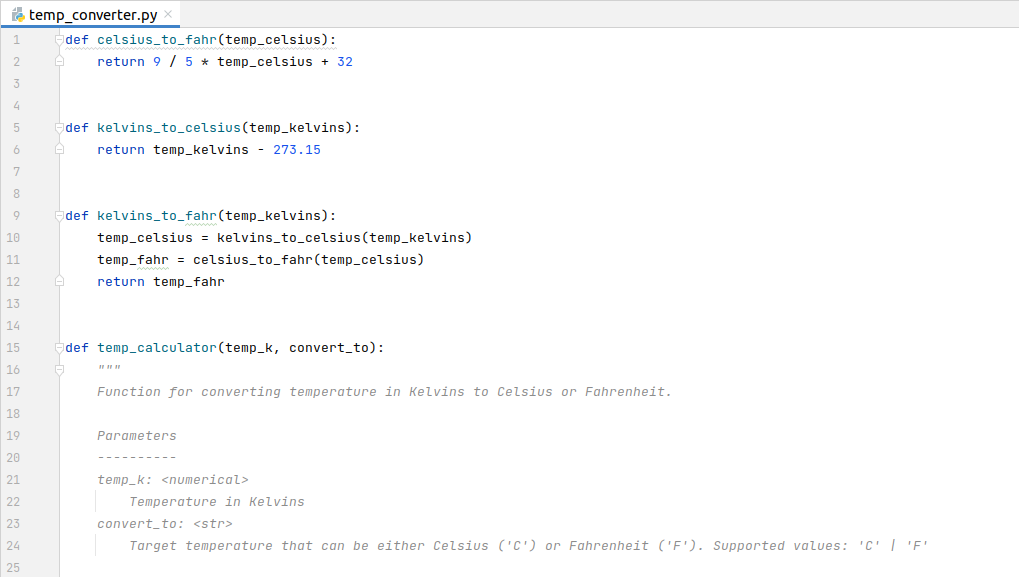 temp_converter.py
1 def celsius_to_fahr(temp_celsius):
2 return 9 / 5 * temp_celsius + 32
3
4
5 def kelvins_to_celsius(temp_kelvins):
6 return temp_kelvins - 273.15
7
8
9 def kelvins_to_fahr(temp_kelvins):
10 temp_celsius = kelvins_to_celsius(temp_kelvins)
11 temp_fahr = celsius_to_fahr(temp_celsius)
12 return temp_fahr
13
14
15 def temp_calculator(temp_k, convert_to):
16 """
17 Function for converting temperature in Kelvins to Celsius or Fahrenheit.
18
19 Parameters
20 ----------
21 temp_k: <numerical>
22 Temperature in Kelvins
23 convert_to: <str>
24 Target temperature that can be either Celsius ('C') or Fahrenheit ('F'). Supported values: 'C' | 'F'
25